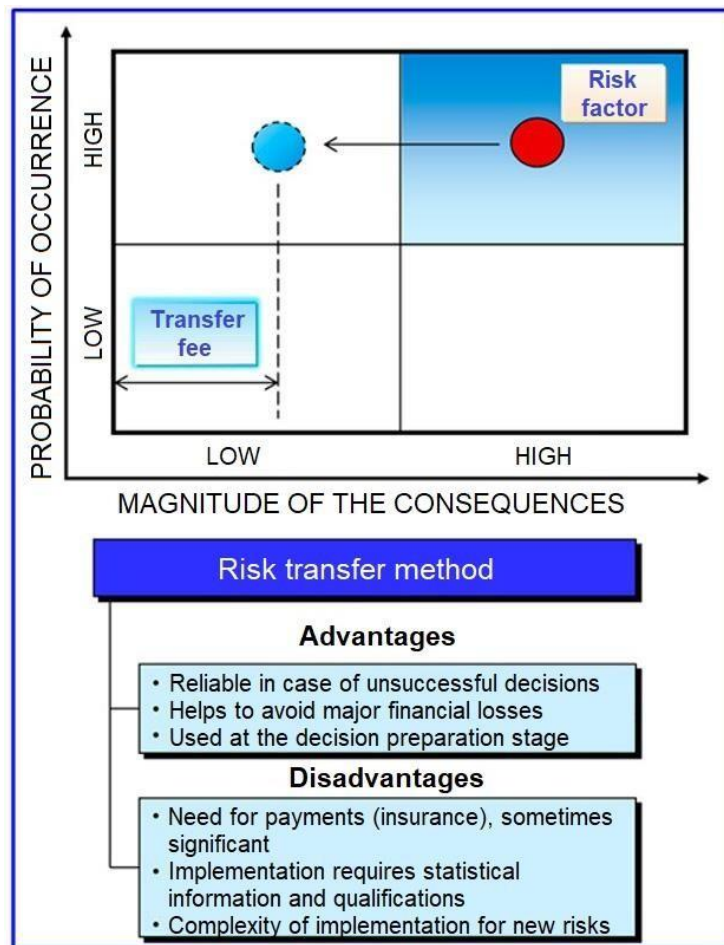 PROBABILITY OF OCCURRENCE
HIGH
LOW
Risk
factor
Transfer
fee
LOW
HIGH
MAGNITUDE OF THE CONSEQUENCES
Risk transfer method
Advantages
• Reliable in case of unsuccessful decisions
• Helps to avoid major financial losses
• Used at the decision preparation stage
Disadvantages
• Need for payments (insurance), sometimes
significant
• Implementation requires statistical
information and qualifications
• Complexity of implementation for new risks